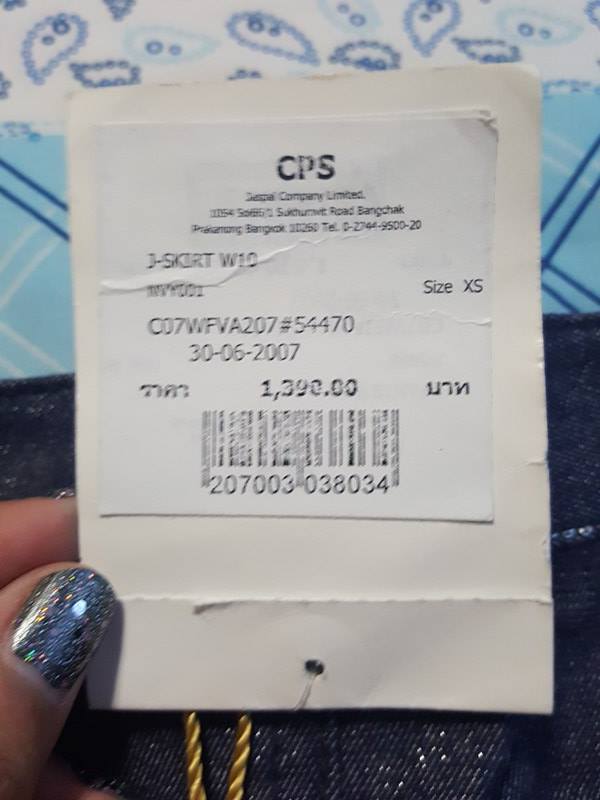 CPS
Jaspal Company Limited.
1054 Soi66/1 Sukhumvit Road Bangchak
Prakanong Bangkok 10260 Tel. 0-2744-9500-20
J-SKIRT W10
NVY001 Size XS
C07WFVA207#54470
30-06-2007
ราคา 1,390.00 บาท
207003 038034